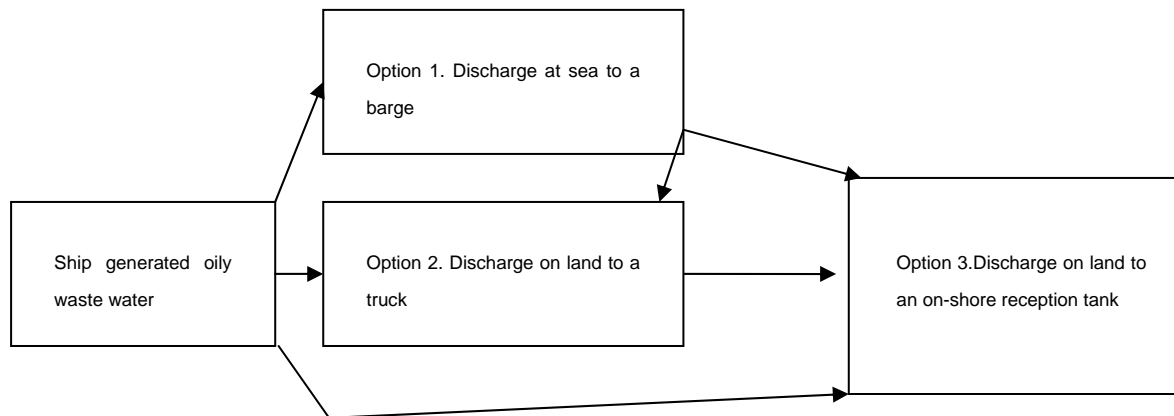 Option 1. Discharge at sea to a
barge
Ship generated oily
waste water
Option 2. Discharge on land to a
truck
Option 3.Discharge on land to
an on-shore reception tank